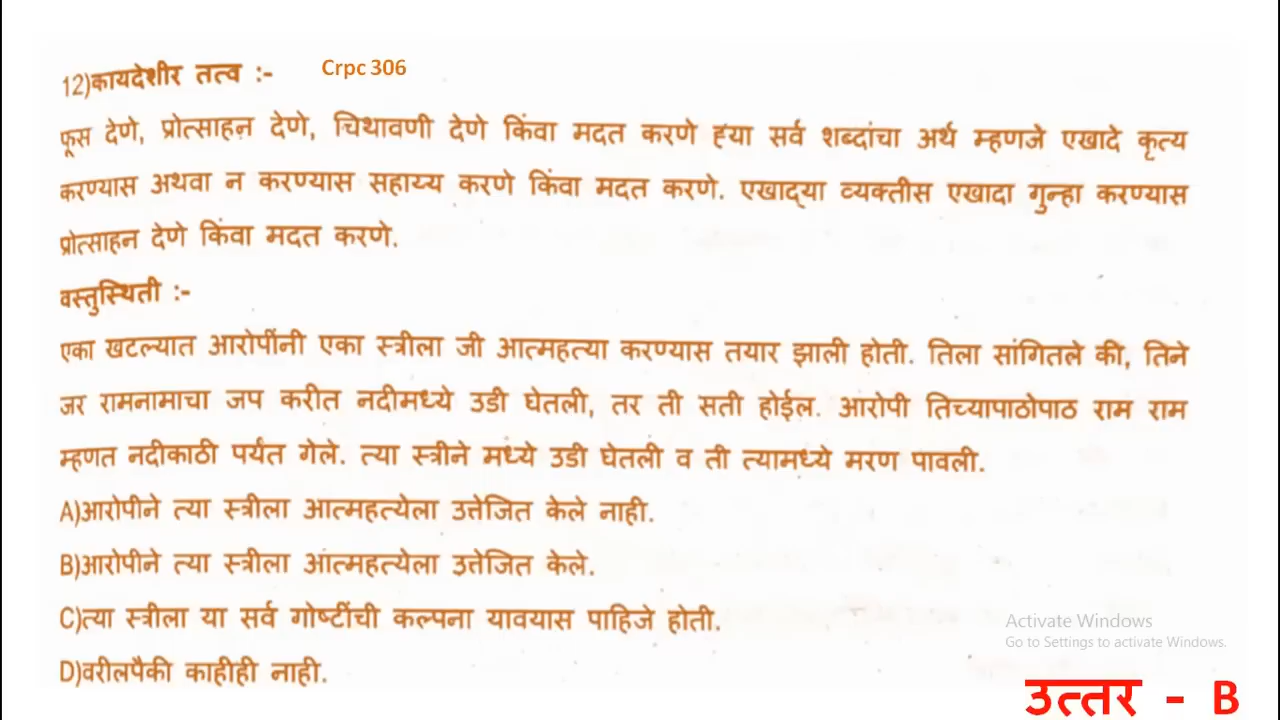 12)कायदेशीर तत्व :- Crpc 306
फूस देणे, प्रोत्साहन देणे, चिथावणी देणे किंवा मदत करणे ह्या सर्व शब्दांचा अर्थ म्हणजे एखादे कृत्य
करण्यास अथवा न करण्यास सहाय्य करणे किंवा मदत करणे. एखाद्या व्यक्तीस एखादा गुन्हा करण्यास
प्रोत्साहन देणे किंवा मदत करणे.
वस्तुस्थिती :-
एका खटल्यात आरोपींनी एका स्त्रीला जी आत्महत्या करण्यास तयार झाली होती. तिला सांगितले की, तिने
जर रामनामाचा जप करीत नदीमध्ये उडी घेतली, तर ती सती होईल. आरोपी तिच्यापाठोपाठ राम राम
म्हणत नदीकाठी पर्यंत गेले. त्या स्त्रीने मध्ये उडी घेतली व ती त्यामध्ये मरण पावली.
A)आरोपीने त्या स्त्रीला आत्महत्येला उत्तेजित केले नाही.
B)आरोपीने त्या स्त्रीला आत्महत्येला उत्तेजित केले.
C)त्या स्त्रीला या सर्व गोष्टींची कल्पना यावयास पाहिजे होती.
D)वरीलपैकी काहीही नाही.
Activate Windows
Go to Settings to activate Windows.
उत्तर - B